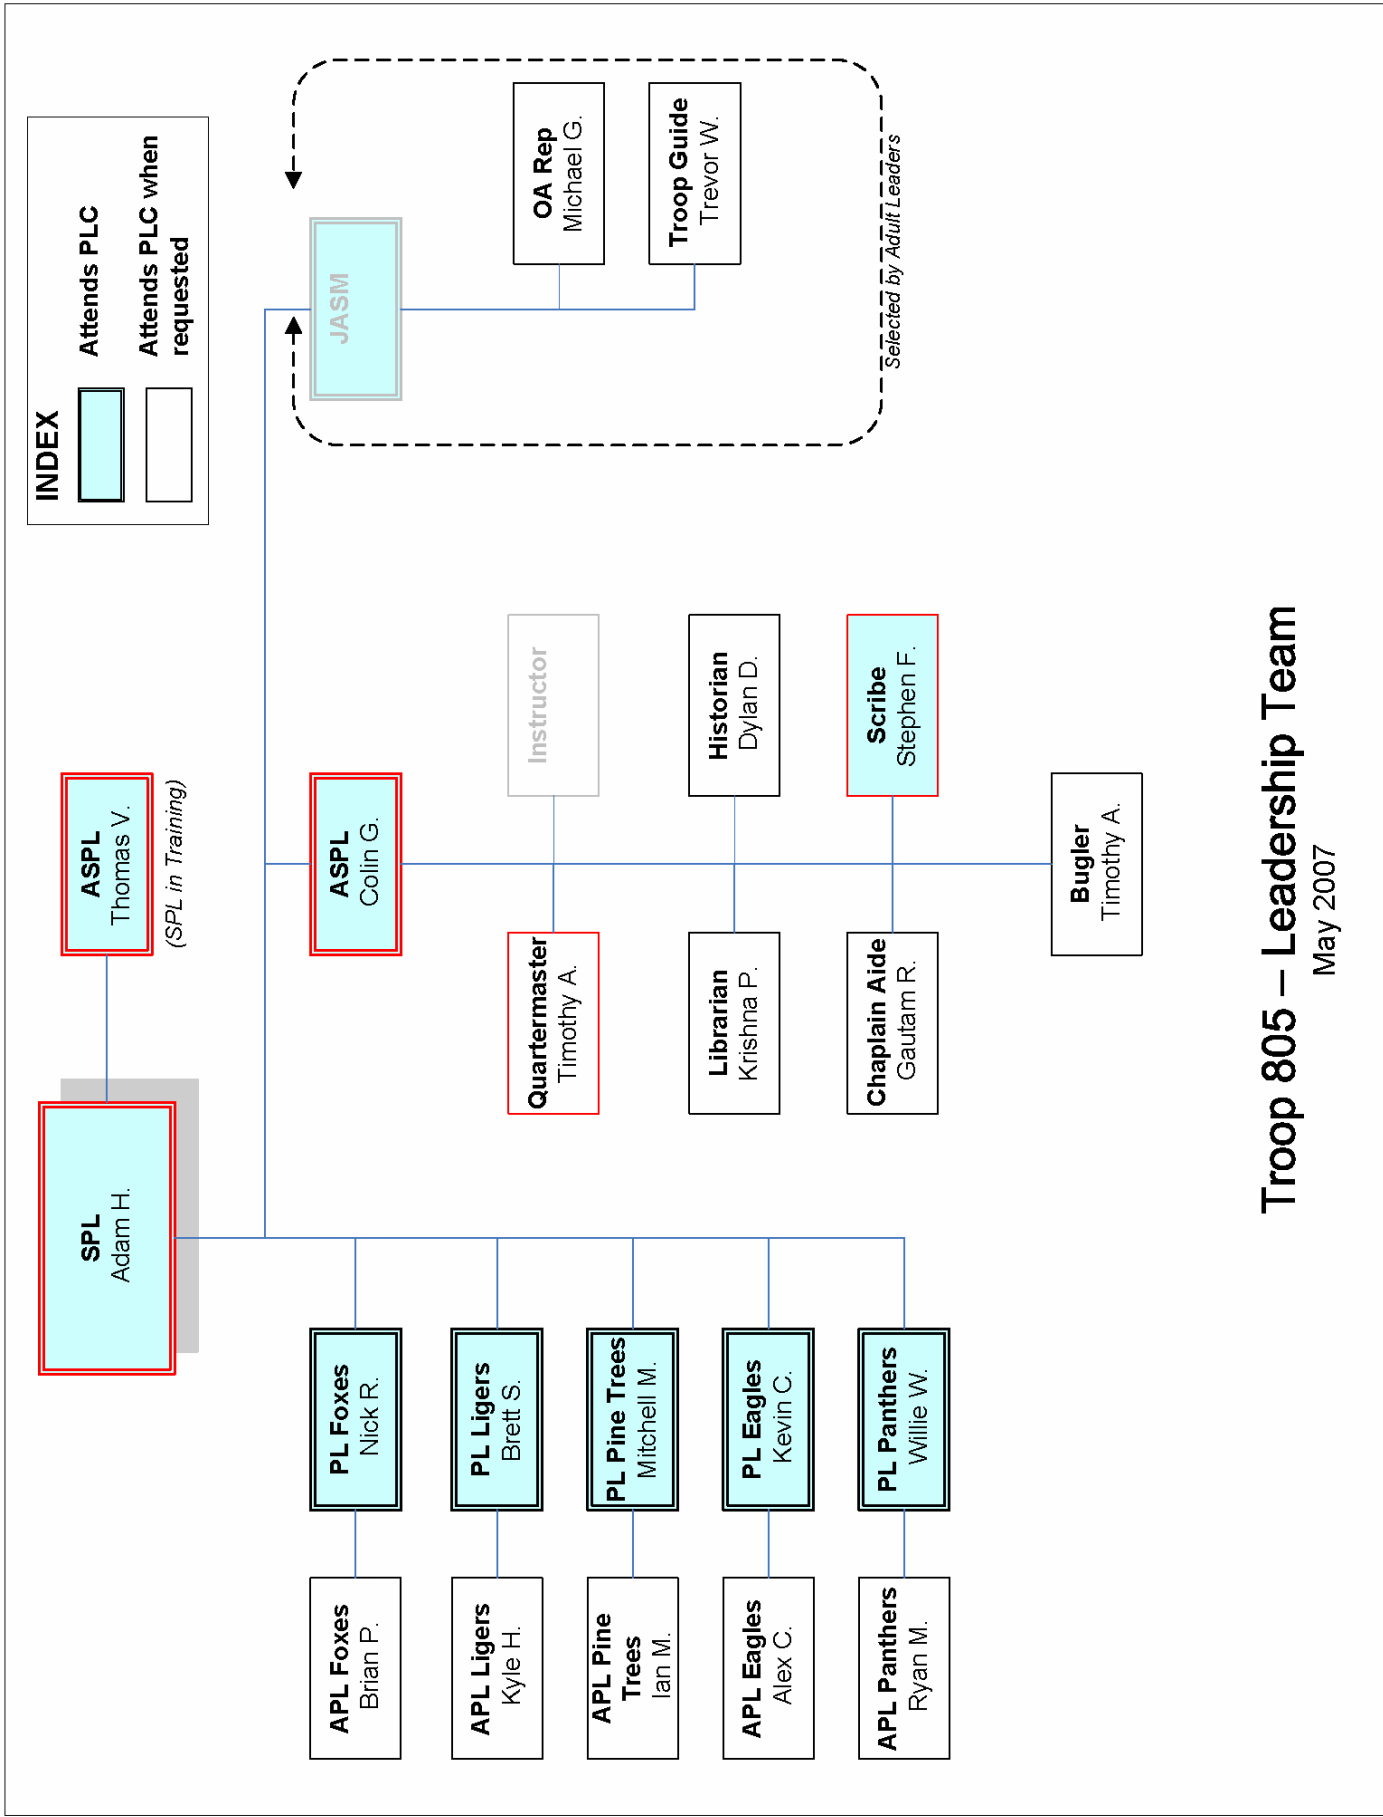 INDEX
Attends PLC
Attends PLC when
requested
SPL
Adam H.
ASPL
Thomas V.
(SPL in Training)
APL Foxes
Brian P.
PL Foxes
Nick R.
ASPL
Colin G.
JASM
APL Ligers
Kyle H.
PL Ligers
Brett S.
Quartermaster
Timothy A.
Instructor
OA Rep
Michael G.
APL Pine
Trees
Ian M.
PL Pine Trees
Mitchell M.
Librarian
Krishna P.
Historian
Dylan D.
Troop Guide
Trevor W.
APL Eagles
Alex C.
PL Eagles
Kevin C.
APL Panthers
Ryan M.
PL Panthers
Willie W.
Chaplain Aide
Gautam R.
Scribe
Stephen F.
Selected by Adult Leaders
Bugler
Timothy A.
Troop 805 – Leadership Team
May 2007